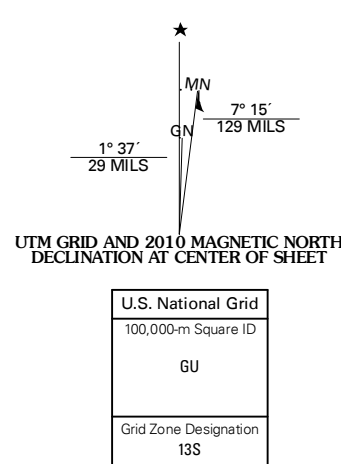 ★
MN
7° 15´
129 MILS
GN
1° 37´
29 MILS
UTM GRID AND 2010 MAGNETIC NORTH
DECLINATION AT CENTER OF SHEET
U.S. National Grid
100,000-m Square ID
GU
Grid Zone Designation
13S